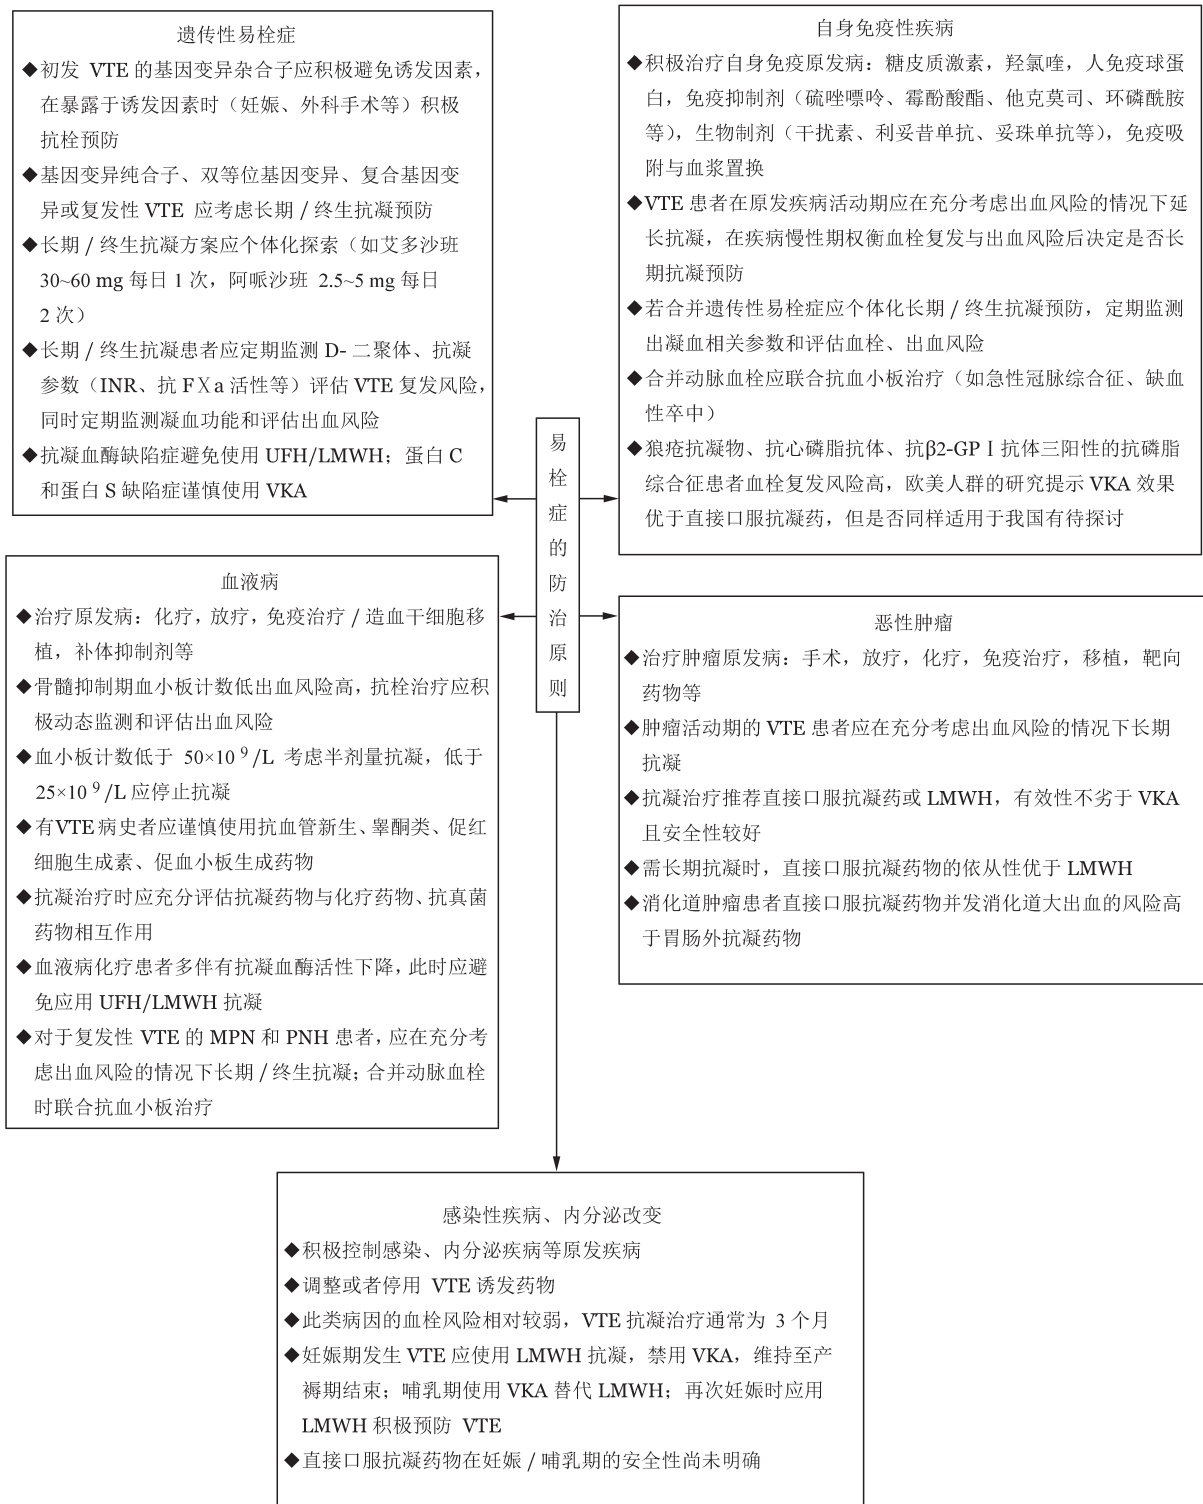 遗传性易栓症
◆初发 VTE 的基因变异杂合子应积极避免诱发因素，
在暴露于诱发因素时（妊娠、外科手术等）积极
抗栓预防
◆基因变异纯合子、双等位基因变异、复合基因变
异或复发性 VTE 应考虑长期 / 终生抗凝预防
◆长期 / 终生抗凝方案应个体化探索（如艾多沙班
30~60 mg 每日 1 次，阿哌沙班 2.5~5 mg 每日
2 次）
◆长期 / 终生抗凝患者应定期监测 D- 二聚体、抗凝
参数（INR、抗 FⅩa 活性等）评估 VTE 复发风险，
同时定期监测凝血功能和评估出血风险
◆抗凝血酶缺陷症避免使用 UFH/LMWH；蛋白 C
和蛋白 S 缺陷症谨慎使用 VKA
自身免疫性疾病
◆积极治疗自身免疫原发病：糖皮质激素，羟氯喹，人免疫球蛋
白，免疫抑制剂（硫唑嘌呤、霉酚酸酯、他克莫司、环磷酰胺
等），生物制剂（干扰素、利妥昔单抗、妥珠单抗等），免疫吸
附与血浆置换
◆VTE 患者在原发疾病活动期应在充分考虑出血风险的情况下延
长抗凝，在疾病慢性期权衡血栓复发与出血风险后决定是否长
期抗凝预防
◆若合并遗传性易栓症应个体化长期 / 终生抗凝预防，定期监测
出凝血相关参数和评估血栓、出血风险
◆合并动脉血栓应联合抗血小板治疗（如急性冠脉综合征、缺血
性卒中）
◆狼疮抗凝物、抗心磷脂抗体、抗β2-GPⅠ抗体三阳性的抗磷脂
综合征患者血栓复发风险高，欧美人群的研究提示 VKA 效果
优于直接口服抗凝药，但是否同样适用于我国有待探讨
易栓症的防治原则
血液病
◆治疗原发病：化疗，放疗，免疫治疗 / 造血干细胞移
植，补体抑制剂等
◆骨髓抑制期血小板计数低出血风险高，抗栓治疗应积
极动态监测和评估出血风险
◆血小板计数低于 50×10⁹/L 考虑半剂量抗凝，低于
25×10⁹/L 应停止抗凝
◆有VTE 病史者应谨慎使用抗血管新生、睾酮类、促红
细胞生成素、促血小板生成药物
◆抗凝治疗时应充分评估抗凝药物与化疗药物、抗真菌
药物相互作用
◆血液病化疗患者多伴有抗凝血酶活性下降，此时应避
免应用 UFH/LMWH 抗凝
◆对于复发性 VTE 的 MPN 和 PNH 患者，应在充分考
虑出血风险的情况下长期 / 终生抗凝；合并动脉血栓
时联合抗血小板治疗
恶性肿瘤
◆治疗肿瘤原发病：手术，放疗，化疗，免疫治疗，移植，靶向
药物等
◆肿瘤活动期的 VTE 患者应在充分考虑出血风险的情况下长期
抗凝
◆抗凝治疗推荐直接口服抗凝药或 LMWH，有效性不劣于 VKA
且安全性较好
◆需长期抗凝时，直接口服抗凝药物的依从性优于 LMWH
◆消化道肿瘤患者直接口服抗凝药物并发消化道大出血的风险高
于胃肠外抗凝药物
感染性疾病、内分泌改变
◆积极控制感染、内分泌疾病等原发疾病
◆调整或者停用 VTE 诱发药物
◆此类病因的血栓风险相对较弱，VTE 抗凝治疗通常为 3 个月
◆妊娠期发生 VTE 应使用 LMWH 抗凝，禁用 VKA，维持至产
褥期结束；哺乳期使用 VKA 替代 LMWH；再次妊娠时应用
LMWH 积极预防 VTE
◆直接口服抗凝药物在妊娠 / 哺乳期的安全性尚未明确